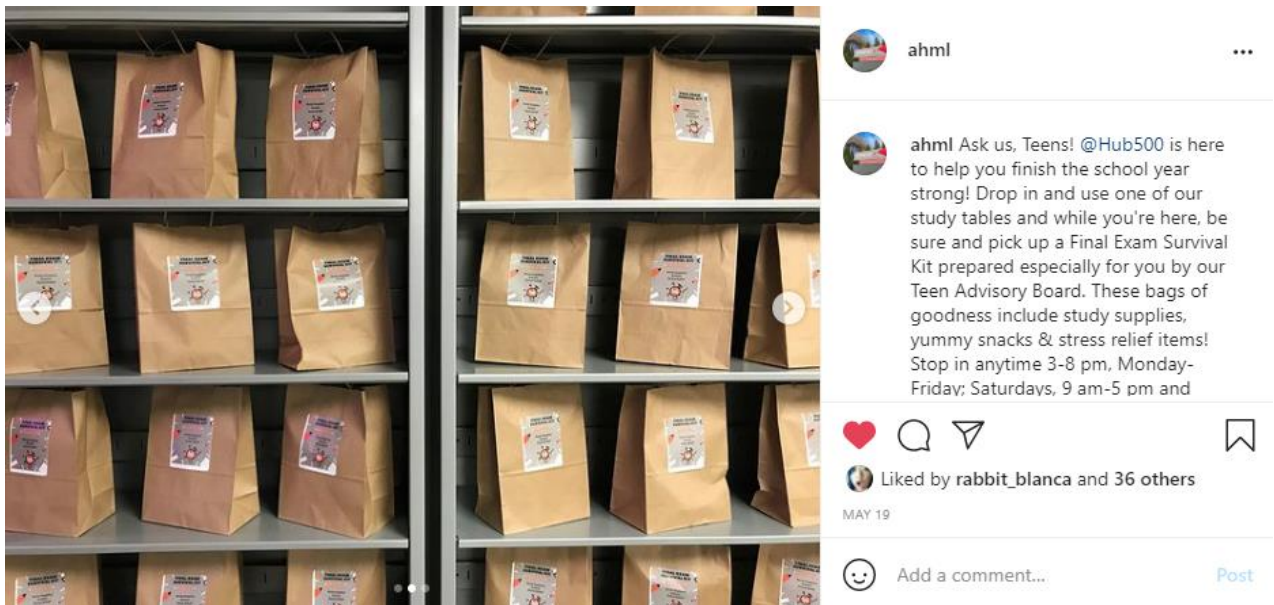 ahml
ahml Ask us, Teens! @Hub500 is here
to help you finish the school year
strong! Drop in and use one of our
study tables and while you're here, be
sure and pick up a Final Exam Survival
Kit prepared especially for you by our
Teen Advisory Board. These bags of
goodness include study supplies,
yummy snacks & stress relief items!
Stop in anytime 3-8 pm, Monday-
Friday; Saturdays, 9 am-5 pm and
Liked by rabbit_blanca and 36 others
MAY 19
Add a comment...
Post
FINAL EXAM
SURVIVAL KIT